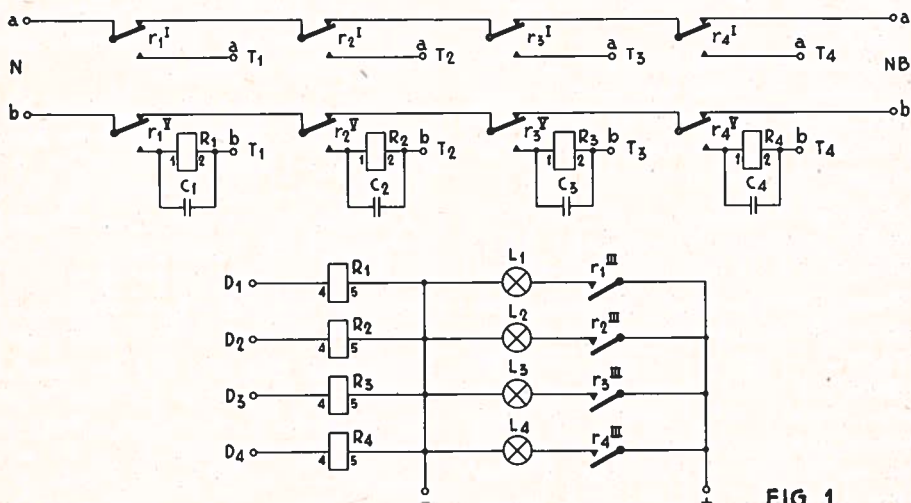 a a
r₁ᴵ r₂ᴵ r₃ᴵ r₄ᴵ
a T₁ a T₂ a T₃ a T₄
N NB
b b
r₁ⱽ r₂ⱽ r₃ⱽ r₄ⱽ
R₁ b T₁ R₂ b T₂ R₃ b T₃ R₄ b T₄
1 2 1 2 1 2 1 2
C₁ C₂ C₃ C₄
D₁ R₁ L₁ r₁ᴵᴵᴵ
4 5
D₂ R₂ L₂ r₂ᴵᴵᴵ
4 5
D₃ R₃ L₃ r₃ᴵᴵᴵ
4 5
D₄ R₄ L₄ r₄ᴵᴵᴵ
4 5
- +
FIG. 1